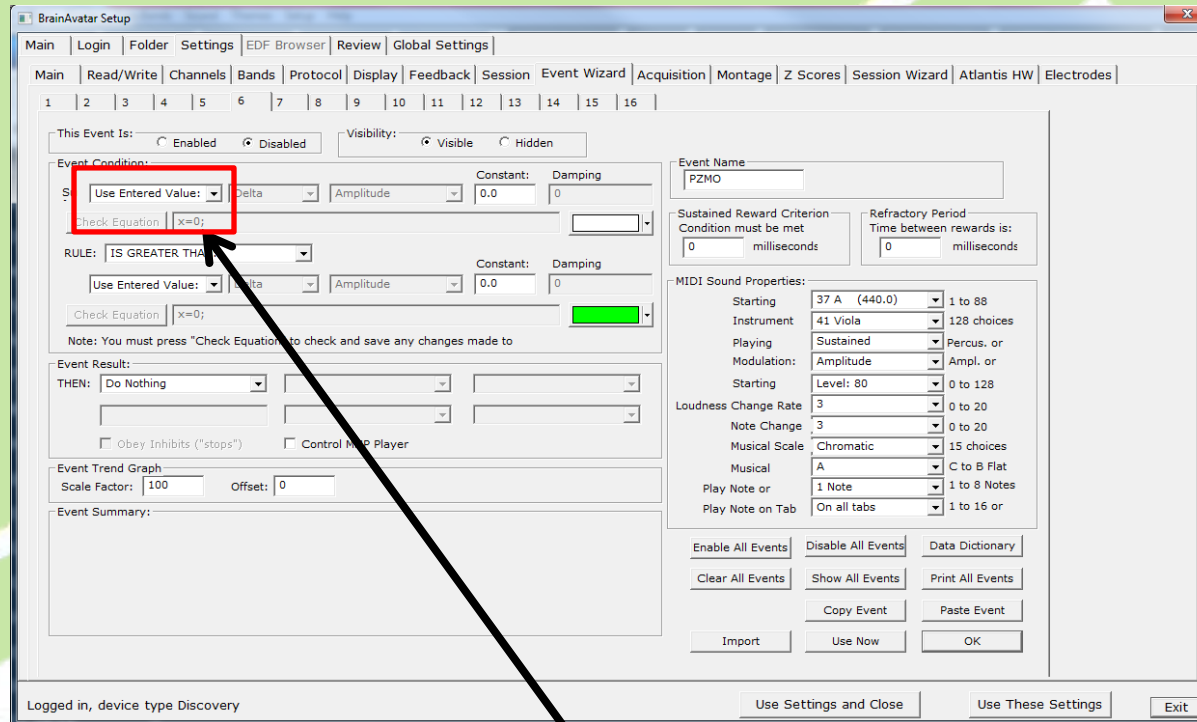 BrainAvatar Setup
Main Login Folder Settings EDF Browser Review Global Settings
Main Read/Write Channels Bands Protocol Display Feedback Session Event Wizard Acquisition Montage Z Scores Session Wizard Atlantis HW Electrodes
1 2 3 4 5 6 7 8 9 10 11 12 13 14 15 16
This Event Is: Enabled Disabled Visibility: Visible Hidden
Event Condition:
Constant: Damping
Use Entered Value: Delta Amplitude 0.0 0
Check Equation x=0;
RULE: IS GREATER THAN
Constant: Damping
Use Entered Value: Delta Amplitude 0.0 0
Check Equation x=0;
Note: You must press "Check Equation" to check and save any changes made to
Event Result:
THEN: Do Nothing
Obey Inhibits ("stops") Control MMP Player
Event Trend Graph
Scale Factor: 100 Offset: 0
Event Summary:
Event Name
PZMO
Sustained Reward Criterion
Condition must be met
0 milliseconds
Refractory Period
Time between rewards is:
0 milliseconds
MIDI Sound Properties:
Starting 37 A (440.0) 1 to 88
Instrument 41 Viola 128 choices
Playing Sustained Percus. or
Modulation: Amplitude Ampl. or
Starting Level: 80 0 to 128
Loudness Change Rate 3 0 to 20
Note Change 3 0 to 20
Musical Scale Chromatic 15 choices
Musical A C to B Flat
Play Note or 1 Note 1 to 8 Notes
Play Note on Tab On all tabs 1 to 16 or
Enable All Events Disable All Events Data Dictionary
Clear All Events Show All Events Print All Events
Copy Event Paste Event
Import Use Now OK
Logged in, device type Discovery Use Settings and Close Use These Settings Exit